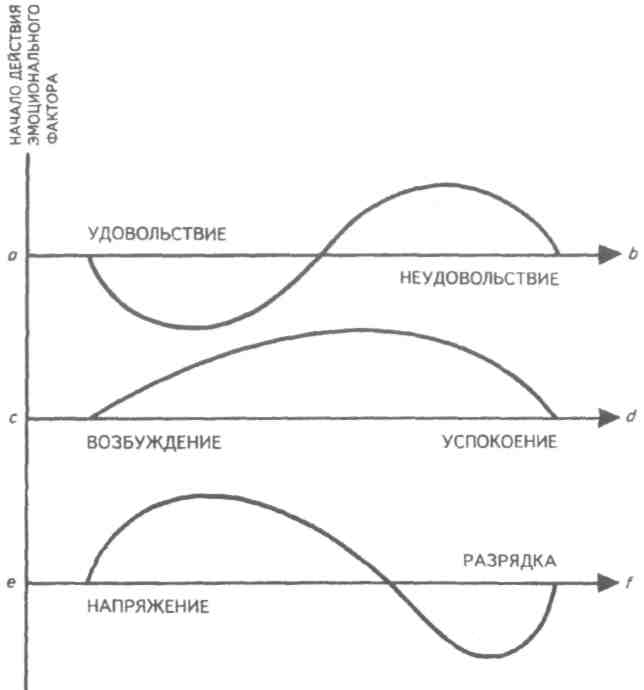 НАЧАЛО ДЕЙСТВИЯ
ЭМОЦИОНАЛЬНОГО
ФАКТОРА
УДОВОЛЬСТВИЕ
a
b
НЕУДОВОЛЬСТВИЕ
c
d
ВОЗБУЖДЕНИЕ
УСПОКОЕНИЕ
РАЗРЯДКА
e
f
НАПРЯЖЕНИЕ